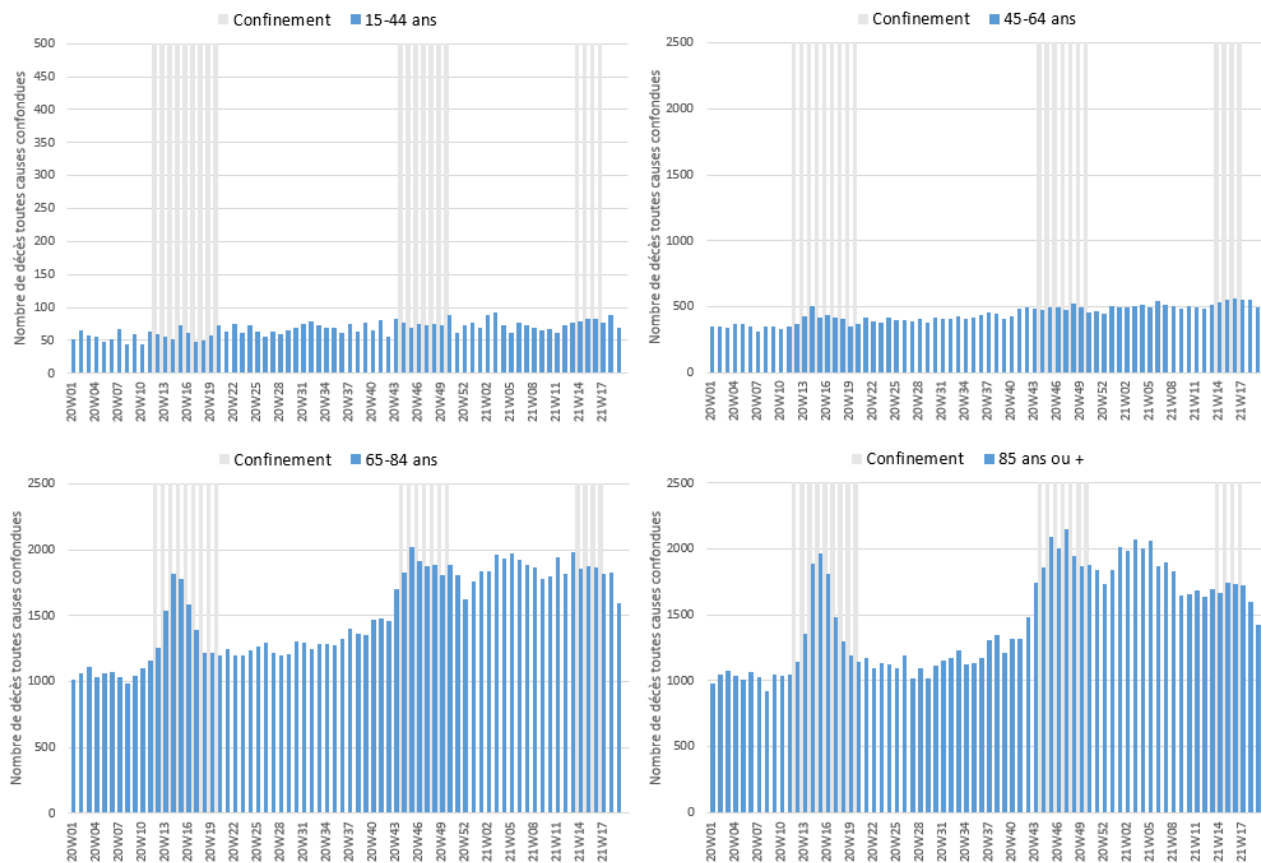 Confinement 15-44 ans
Nombre de décès toutes causes confondues
500
450
400
350
300
250
200
150
100
50
0
20W01 20W04 20W07 20W10 20W13 20W16 20W19 20W22 20W25 20W28 20W31 20W34 20W37 20W40 20W43 20W46 20W49 20W52 21W02 21W05 21W08 21W11 21W14 21W17
Confinement 45-64 ans
Nombre de décès toutes causes confondues
2500
2000
1500
1000
500
0
20W01 20W04 20W07 20W10 20W13 20W16 20W19 20W22 20W25 20W28 20W31 20W34 20W37 20W40 20W43 20W46 20W49 20W52 21W02 21W05 21W08 21W11 21W14 21W17
Confinement 65-84 ans
Nombre de décès toutes causes confondues
2500
2000
1500
1000
500
0
20W01 20W04 20W07 20W10 20W13 20W16 20W19 20W22 20W25 20W28 20W31 20W34 20W37 20W40 20W43 20W46 20W49 20W52 21W02 21W05 21W08 21W11 21W14 21W17
Confinement 85 ans ou +
Nombre de décès toutes causes confondues
2500
2000
1500
1000
500
0
20W01 20W04 20W07 20W10 20W13 20W16 20W19 20W22 20W25 20W28 20W31 20W34 20W37 20W40 20W43 20W46 20W49 20W52 21W02 21W05 21W08 21W11 21W14 21W17